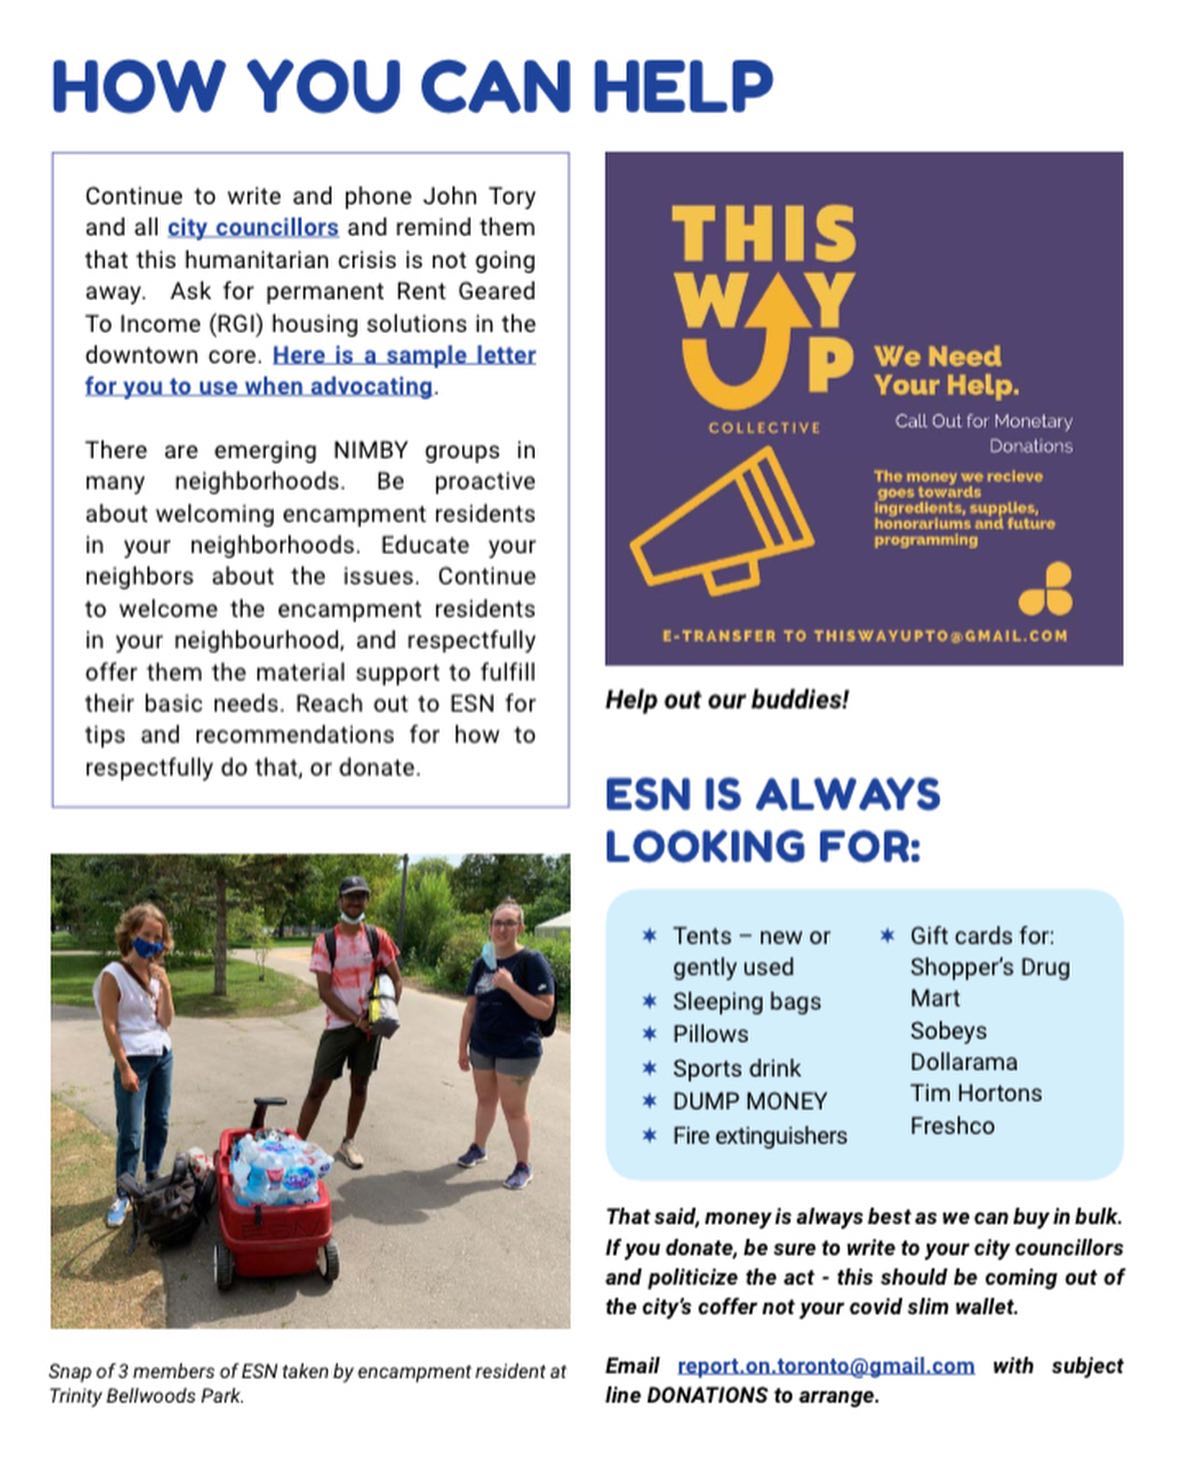 HOW YOU CAN HELP
Continue to write and phone John Tory
and all city councillors and remind them
that this humanitarian crisis is not going
away. Ask for permanent Rent Geared
To Income (RGI) housing solutions in the
downtown core. Here is a sample letter
for you to use when advocating.
There are emerging NIMBY groups in
many neighborhoods. Be proactive
about welcoming encampment residents
in your neighborhoods. Educate your
neighbors about the issues. Continue
to welcome the encampment residents
in your neighbourhood, and respectfully
offer them the material support to fulfill
their basic needs. Reach out to ESN for
tips and recommendations for how to
respectfully do that, or donate.
Snap of 3 members of ESN taken by encampment resident at
Trinity Bellwoods Park.
THIS
WAY
UP
COLLECTIVE
We Need
Your Help.
Call Out for Monetary
Donations
The money we recieve
goes towards
ingredients, supplies,
honorariums and future
programming
E-TRANSFER TO THISWAYUPTO@GMAIL.COM
Help out our buddies!
ESN IS ALWAYS
LOOKING FOR:
Tents – new or
gently used
Sleeping bags
Pillows
Sports drink
DUMP MONEY
Fire extinguishers
Gift cards for:
Shopper's Drug
Mart
Sobeys
Dollarama
Tim Hortons
Freshco
That said, money is always best as we can buy in bulk.
If you donate, be sure to write to your city councillors
and politicize the act - this should be coming out of
the city's coffer not your covid slim wallet.
Email report.on.toronto@gmail.com with subject
line DONATIONS to arrange.